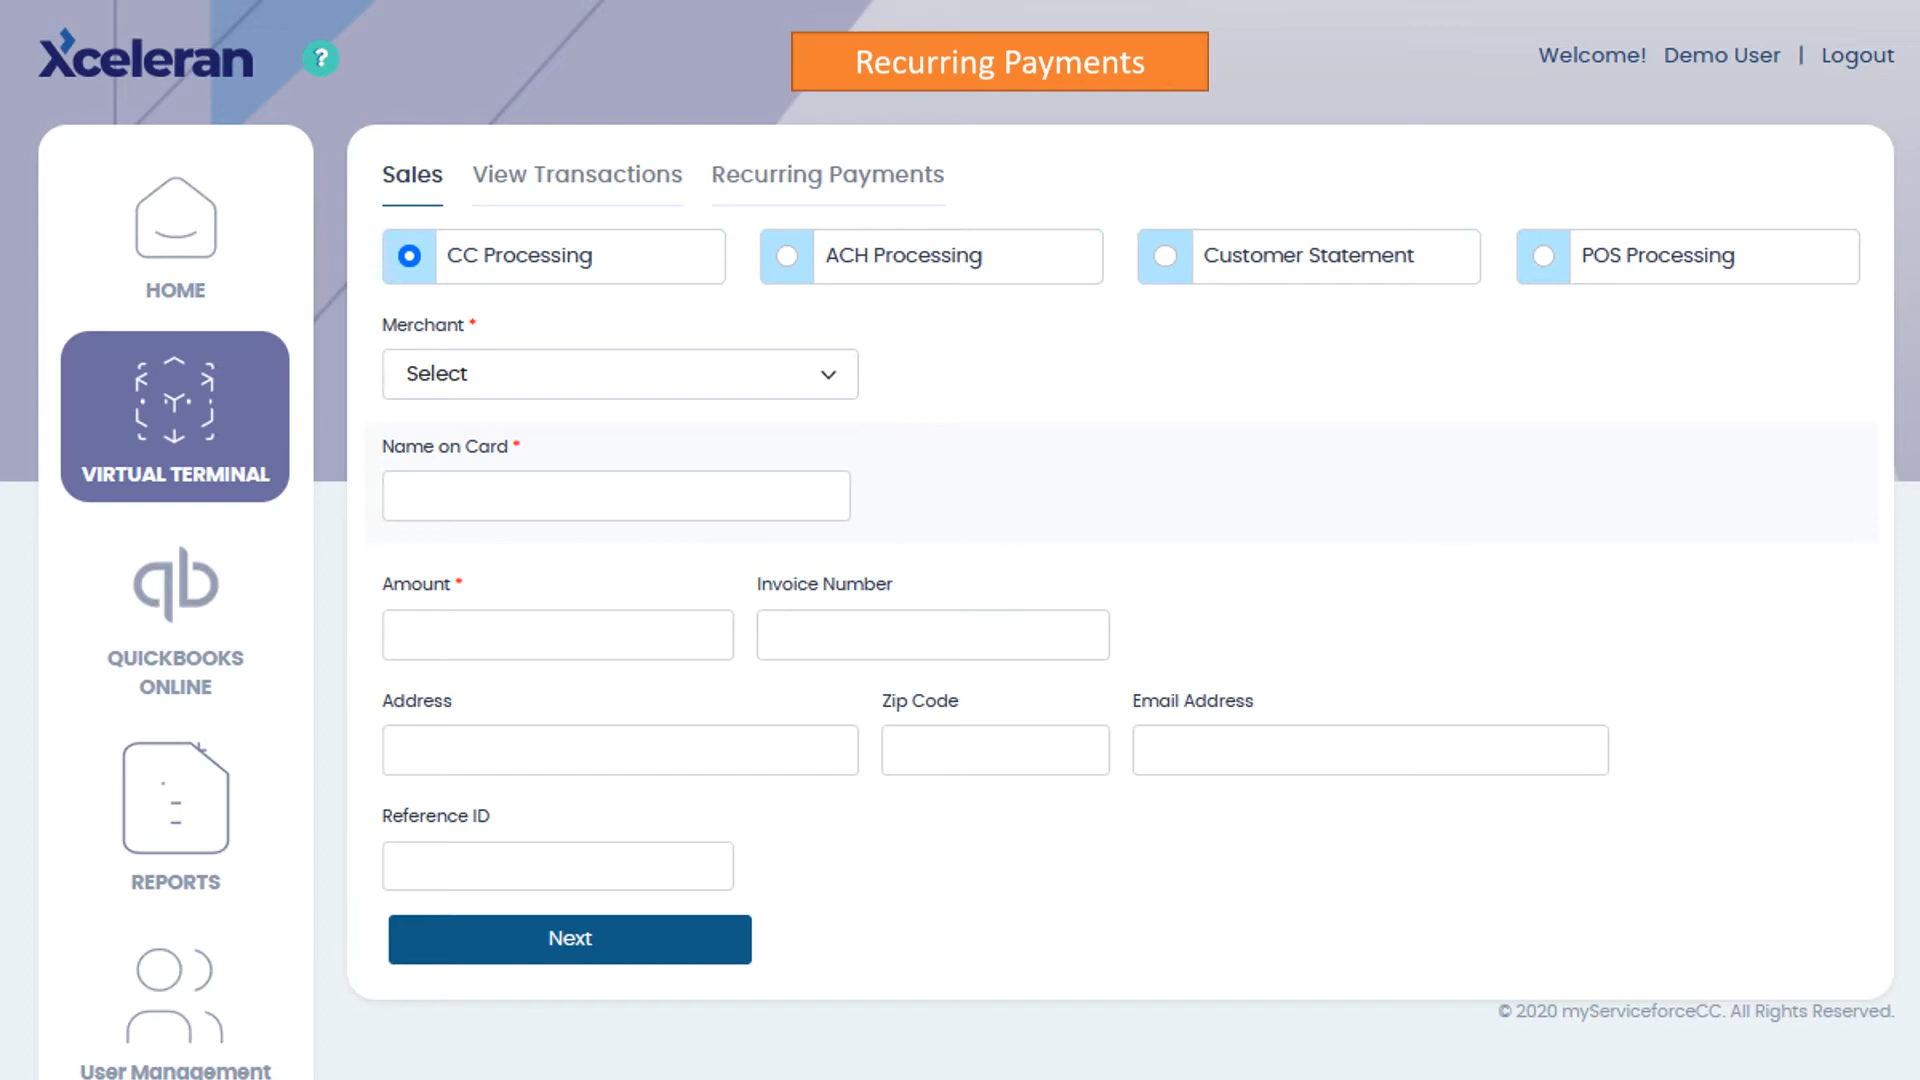 Xceleran
?
Recurring Payments
Welcome! Demo User | Logout
HOME
VIRTUAL TERMINAL
qb
QUICKBOOKS
ONLINE
REPORTS
User Management
Sales View Transactions Recurring Payments
CC Processing ACH Processing Customer Statement POS Processing
Merchant *
Select
Name on Card *
Amount * Invoice Number
Address Zip Code Email Address
Reference ID
Next
© 2020 myServiceforceCC. All Rights Reserved.